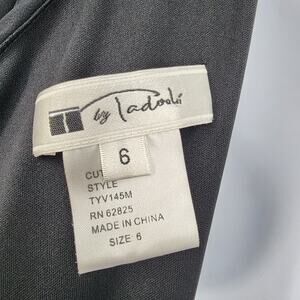 T by Tadashi
6
CUT
STYLE
TYV145M
RN 62825
MADE IN CHINA
SIZE: 6